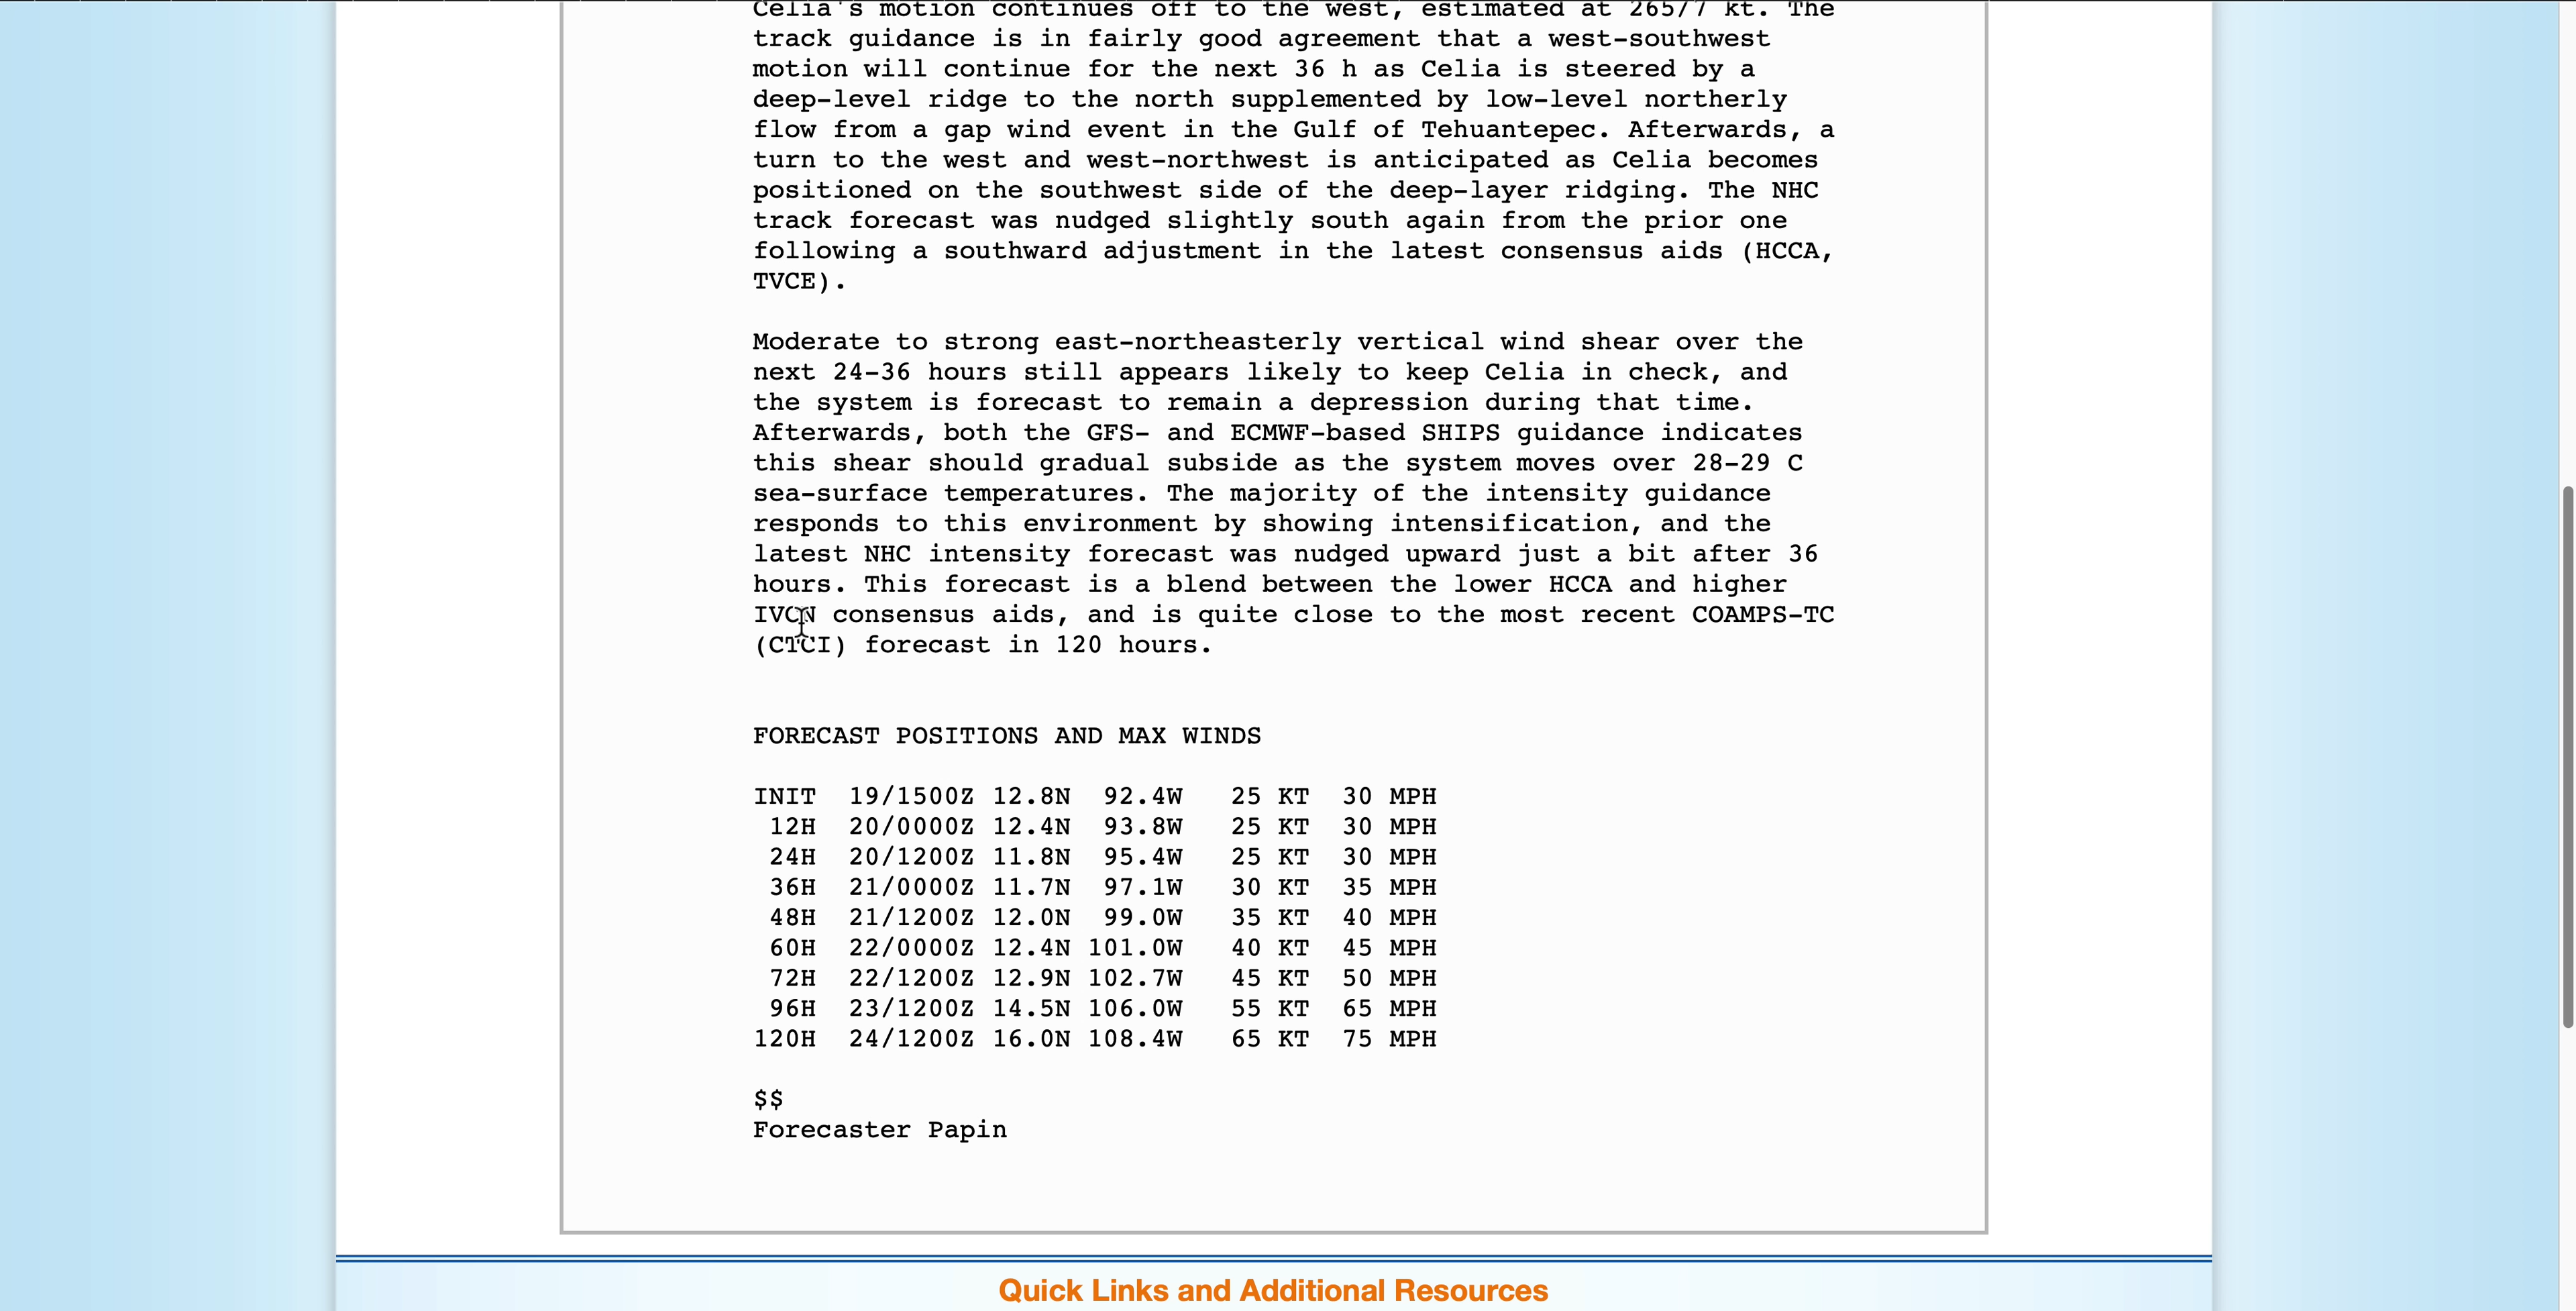 Celia's motion continues off to the west, estimated at 265/7 kt. The
track guidance is in fairly good agreement that a west-southwest
motion will continue for the next 36 h as Celia is steered by a
deep-level ridge to the north supplemented by low-level northerly
flow from a gap wind event in the Gulf of Tehuantepec. Afterwards, a
turn to the west and west-northwest is anticipated as Celia becomes
positioned on the southwest side of the deep-layer ridging. The NHC
track forecast was nudged slightly south again from the prior one
following a southward adjustment in the latest consensus aids (HCCA,
TVCE).

Moderate to strong east-northeasterly vertical wind shear over the
next 24-36 hours still appears likely to keep Celia in check, and
the system is forecast to remain a depression during that time.
Afterwards, both the GFS- and ECMWF-based SHIPS guidance indicates
this shear should gradual subside as the system moves over 28-29 C
sea-surface temperatures. The majority of the intensity guidance
responds to this environment by showing intensification, and the
latest NHC intensity forecast was nudged upward just a bit after 36
hours. This forecast is a blend between the lower HCCA and higher
IVCN consensus aids, and is quite close to the most recent COAMPS-TC
(CTCI) forecast in 120 hours.

FORECAST POSITIONS AND MAX WINDS

INIT  19/1500Z 12.8N  92.4W   25 KT  30 MPH
 12H  20/0000Z 12.4N  93.8W   25 KT  30 MPH
 24H  20/1200Z 11.8N  95.4W   25 KT  30 MPH
 36H  21/0000Z 11.7N  97.1W   30 KT  35 MPH
 48H  21/1200Z 12.0N  99.0W   35 KT  40 MPH
 60H  22/0000Z 12.4N 101.0W   40 KT  45 MPH
 72H  22/1200Z 12.9N 102.7W   45 KT  50 MPH
 96H  23/1200Z 14.5N 106.0W   55 KT  65 MPH
120H  24/1200Z 16.0N 108.4W   65 KT  75 MPH

$$
Forecaster Papin

Quick Links and Additional Resources